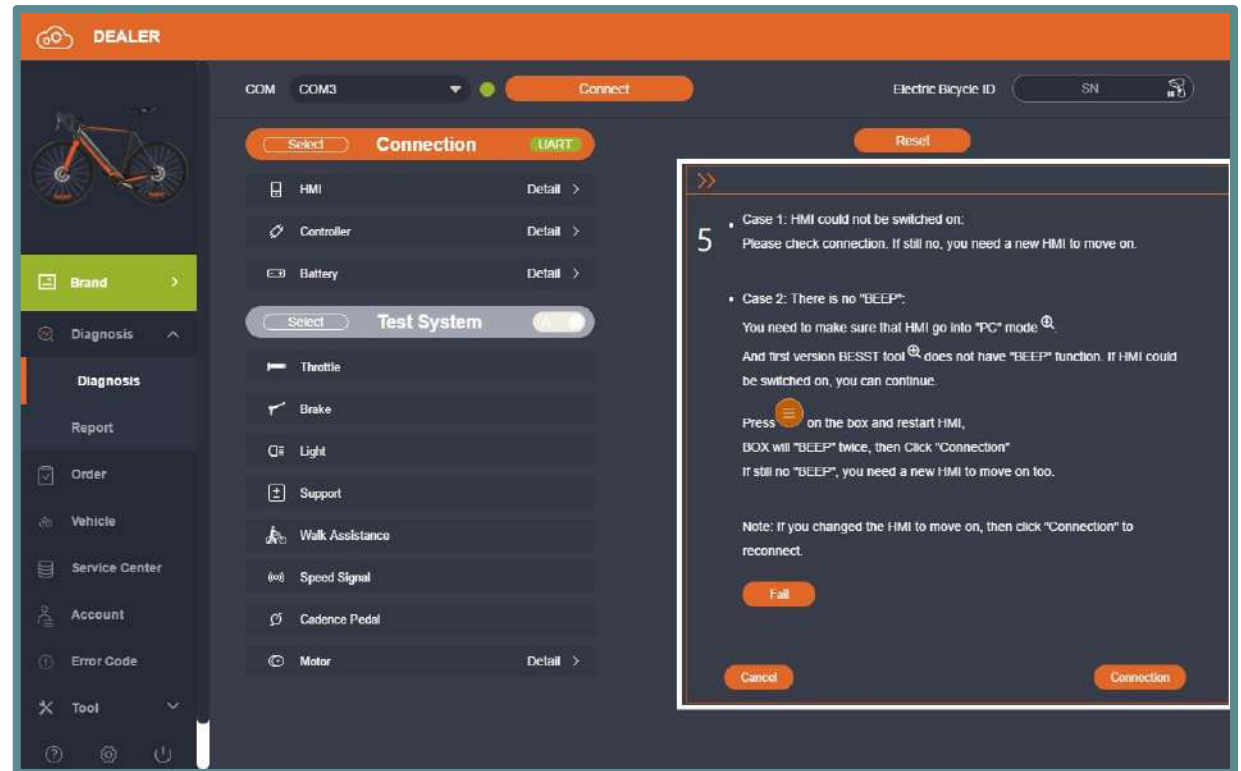 DEALER
COM COM3 Connect Electric Bicycle ID SN
Select Connection UART
Reset
HMI Detail >
Controller Detail >
Battery Detail >
Select Test System
Throttle
Brake
Light
Support
Walk Assistance
Speed Signal
Cadence Pedal
Motor Detail >
Brand >
Diagnosis
Diagnosis
Report
Order
Vehicle
Service Center
Account
Error Code
Tool
>>
5
• Case 1: HMI could not be switched on:
Please check connection. If still no, you need a new HMI to move on.
• Case 2: There is no "BEEP":
You need to make sure that HMI go into "PC" mode
And first version BESST tool does not have "BEEP" function. If HMI could
be switched on, you can continue.
Press on the box and restart HMI,
BOX will "BEEP" twice, then Click "Connection"
If still no "BEEP", you need a new HMI to move on too.
Note: If you changed the HMI to move on, then click "Connection" to
reconnect.
Fail
Cancel Connection